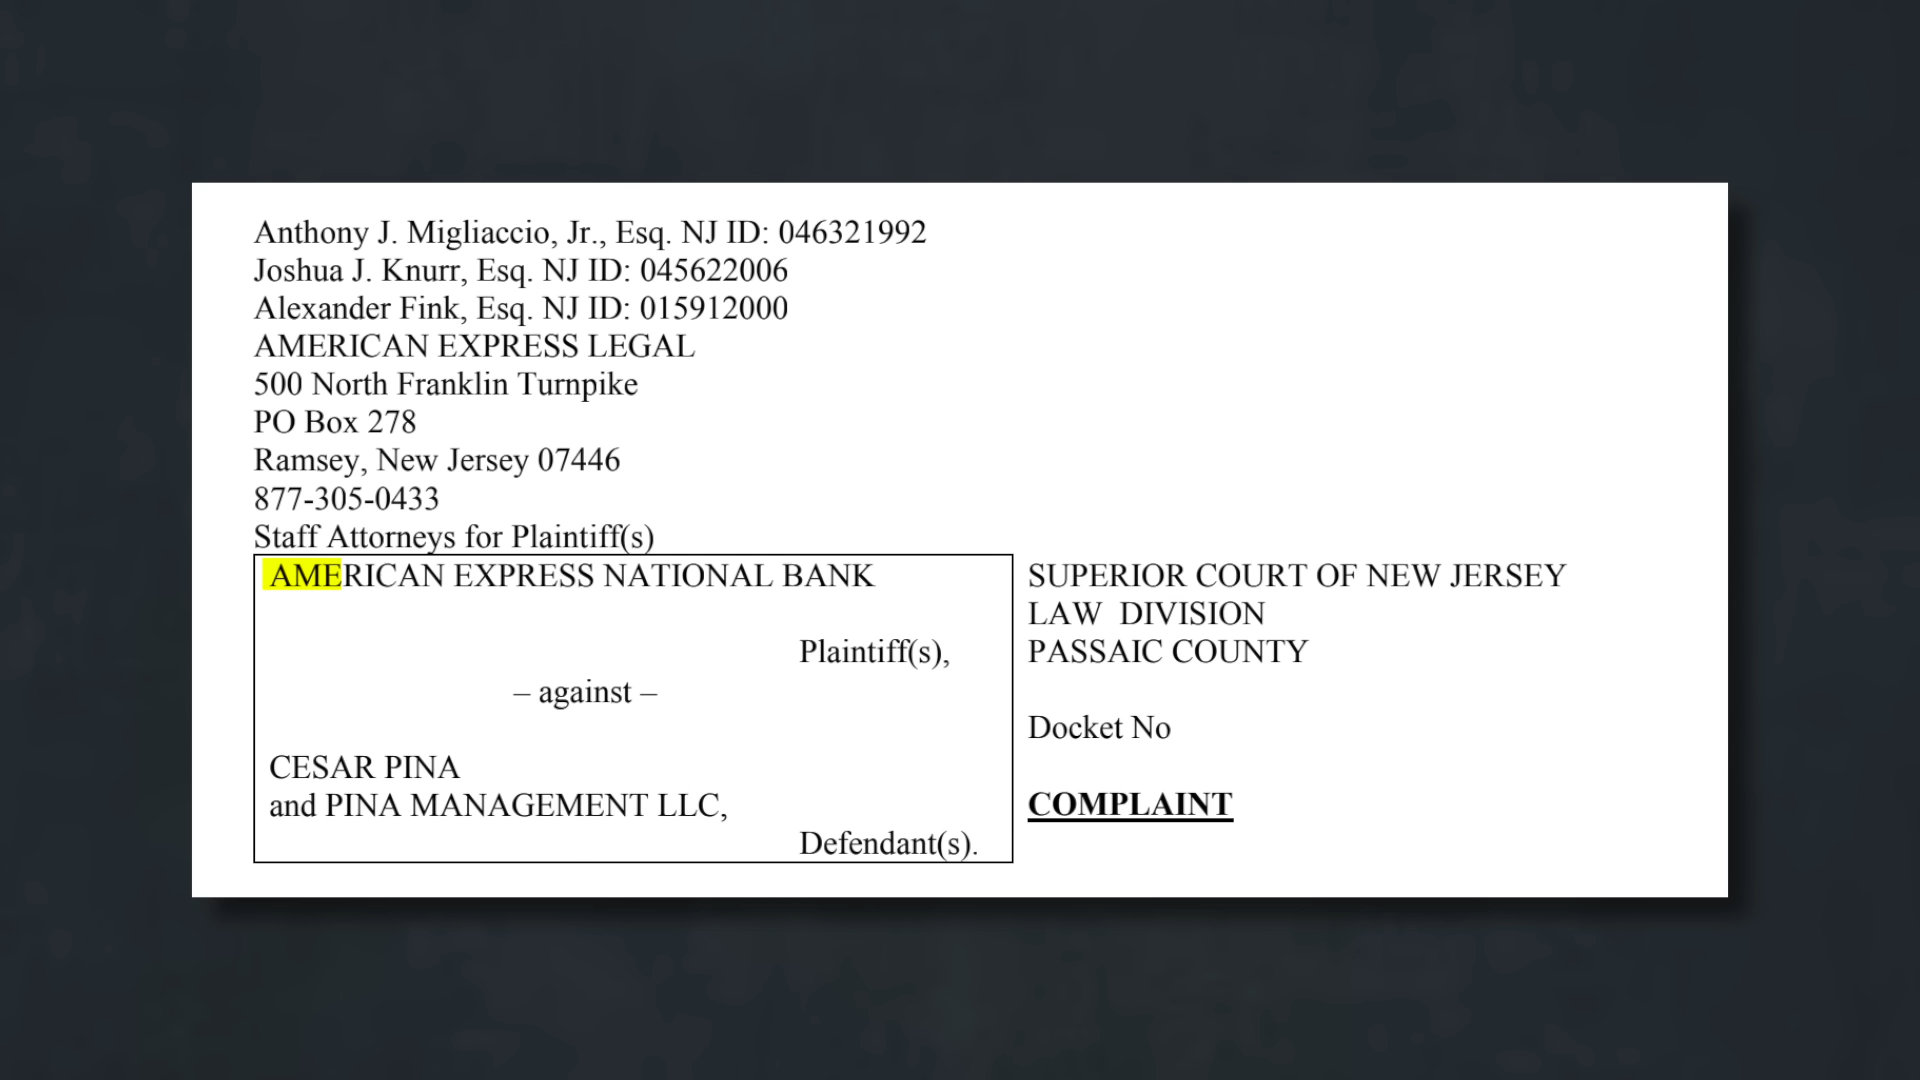 Anthony J. Migliaccio, Jr., Esq. NJ ID: 046321992
Joshua J. Knurr, Esq. NJ ID: 045622006
Alexander Fink, Esq. NJ ID: 015912000
AMERICAN EXPRESS LEGAL
500 North Franklin Turnpike
PO Box 278
Ramsey, New Jersey 07446
877-305-0433
Staff Attorneys for Plaintiff(s)
AMERICAN EXPRESS NATIONAL BANK
Plaintiff(s),
– against –
CESAR PINA
and PINA MANAGEMENT LLC,
Defendant(s).
SUPERIOR COURT OF NEW JERSEY
LAW DIVISION
PASSAIC COUNTY
Docket No
COMPLAINT